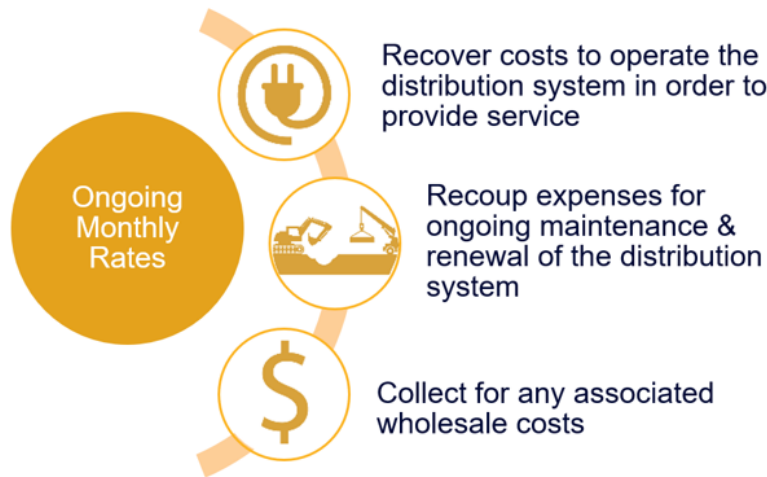 Ongoing
Monthly
Rates
Recover costs to operate the
distribution system in order to
provide service
Recoup expenses for
ongoing maintenance &
renewal of the distribution
system
$
Collect for any associated
wholesale costs